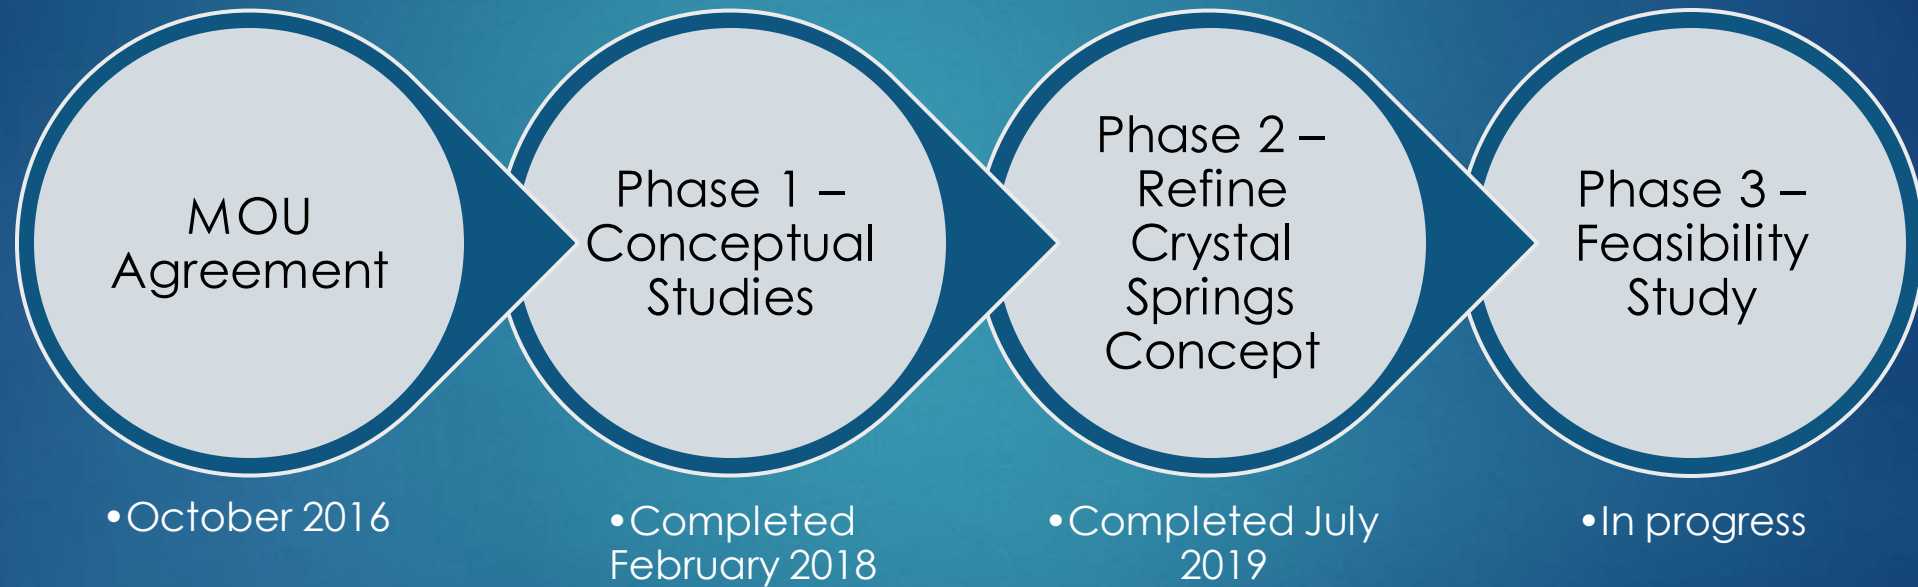 MOU
Agreement
•October 2016
Phase 1 –
Conceptual
Studies
•Completed
February 2018
Phase 2 –
Refine
Crystal
Springs
Concept
•Completed July
2019
Phase 3 –
Feasibility
Study
•In progress